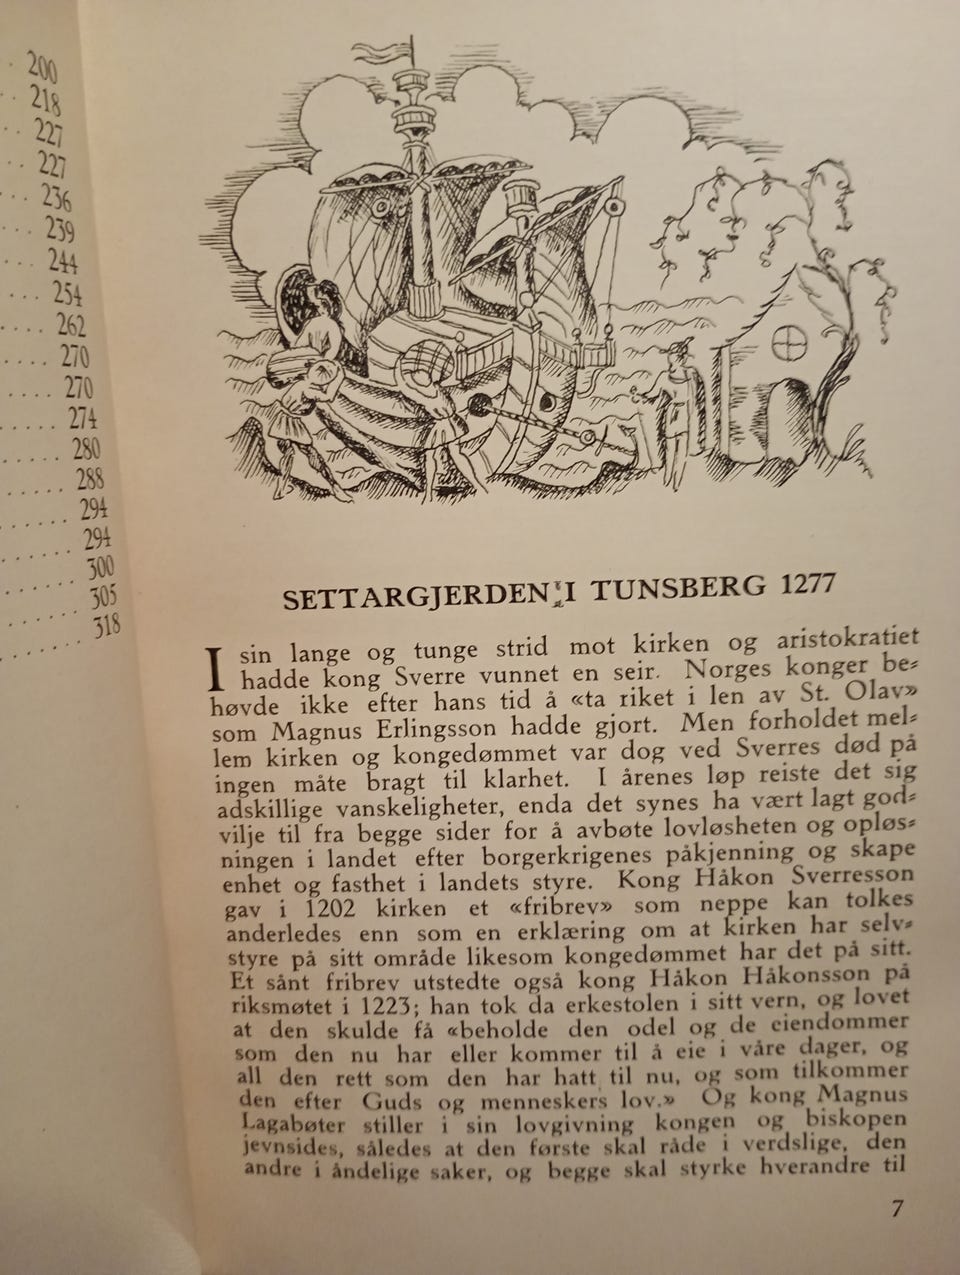 200
218
227
227
236
239
244
254
262
270
270
274
280
288
294
294
300
305
318
SETTARGJERDEN I TUNSBERG 1277
I sin lange og tunge strid mot kirken og aristokratiet
hadde kong Sverre vunnet en seir. Norges konger be-
høvde ikke efter hans tid å «ta riket i len av St. Olav»
som Magnus Erlingsson hadde gjort. Men forholdet mel-
lem kirken og kongedømmet var dog ved Sverres død på
ingen måte bragt til klarhet. I årenes løp reiste det sig
adskillige vanskeligheter, enda det synes ha vært lagt god-
vilje til fra begge sider for å avbøte lovløsheten og opløs-
ningen i landet efter borgerkrigenes påkjenning og skape
enhet og fasthet i landets styre. Kong Håkon Sverresson
gav i 1202 kirken et «fribrev» som neppe kan tolkes
anderledes enn som en erklæring om at kirken har selv-
styre på sitt område likesom kongedømmet har det på sitt.
Et sånt fribrev utstedte også kong Håkon Håkonsson på
riksmøtet i 1223; han tok da erkestolen i sitt vern, og lovet
at den skulde få «beholde den odel og de eiendommer
som den nu har eller kommer til å eie i våre dager, og
all den rett som den har hatt til nu, og som tilkommer
den efter Guds og menneskers lov.» Og kong Magnus
Lagabøter stiller i sin lovgivning kongen og biskopen
jevnsides, således at den første skal råde i verdslige, den
andre i åndelige saker, og begge skal styrke hverandre til
7